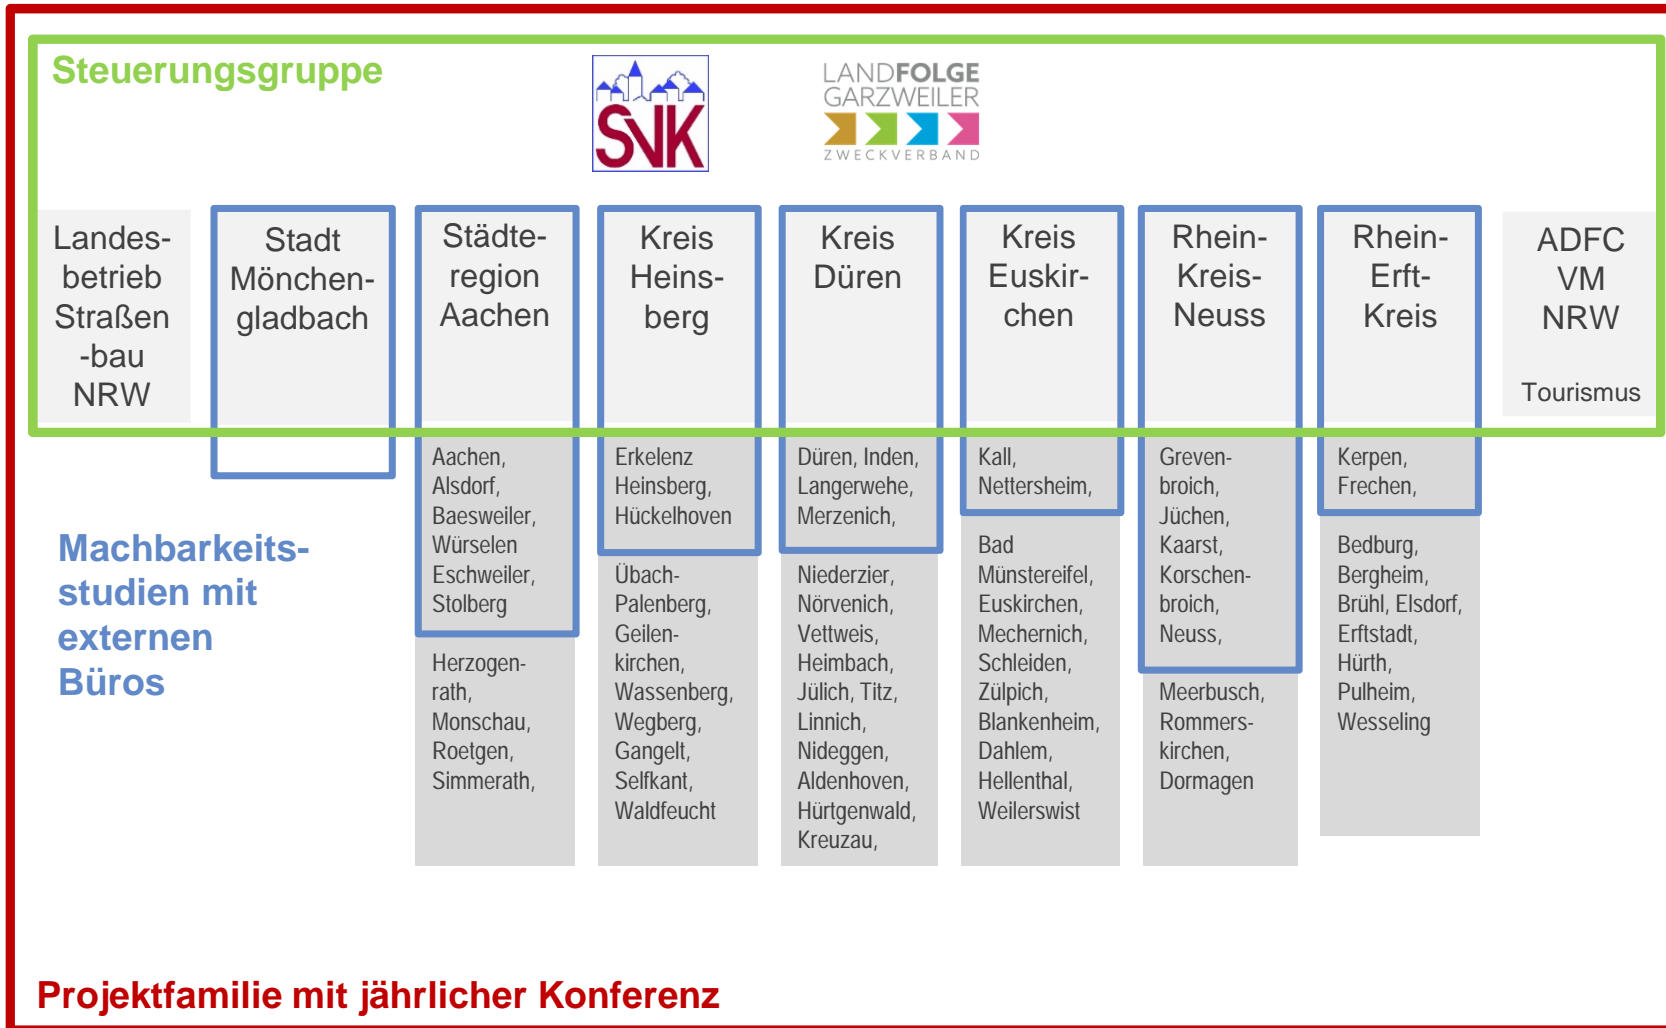 Steuerungsgruppe
SVK
LANDFOLGE
GARZWEILER
ZWECKVERBAND
Landes-
betrieb
Straßen
-bau
NRW
Stadt
Mönchen-
gladbach
Städte-
region
Aachen
Kreis
Heins-
berg
Kreis
Düren
Kreis
Euskir-
chen
Rhein-
Kreis-
Neuss
Rhein-
Erft-
Kreis
ADFC
VM
NRW
Tourismus
Machbarkeits-
studien mit
externen
Büros
Aachen,
Alsdorf,
Baesweiler,
Würselen
Eschweiler,
Stolberg
Herzogen-
rath,
Monschau,
Roetgen,
Simmerath,
Erkelenz
Heinsberg,
Hückelhoven
Übach-
Palenberg,
Geilen-
kirchen,
Wassenberg,
Wegberg,
Gangelt,
Selfkant,
Waldfeucht
Düren, Inden,
Langerwehe,
Merzenich,
Niederzier,
Nörvenich,
Vettweis,
Heimbach,
Jülich, Titz,
Linnich,
Nideggen,
Aldenhoven,
Hürtgenwald,
Kreuzau,
Kall,
Nettersheim,
Bad
Münstereifel,
Euskirchen,
Mechernich,
Schleiden,
Zülpich,
Blankenheim,
Dahlem,
Hellenthal,
Weilerswist
Greven-
broich,
Jüchen,
Kaarst,
Korschen-
broich,
Neuss,
Meerbusch,
Rommers-
kirchen,
Dormagen
Kerpen,
Frechen,
Bedburg,
Bergheim,
Brühl, Elsdorf,
Erftstadt,
Hürth,
Pulheim,
Wesseling
Projektfamilie mit jährlicher Konferenz